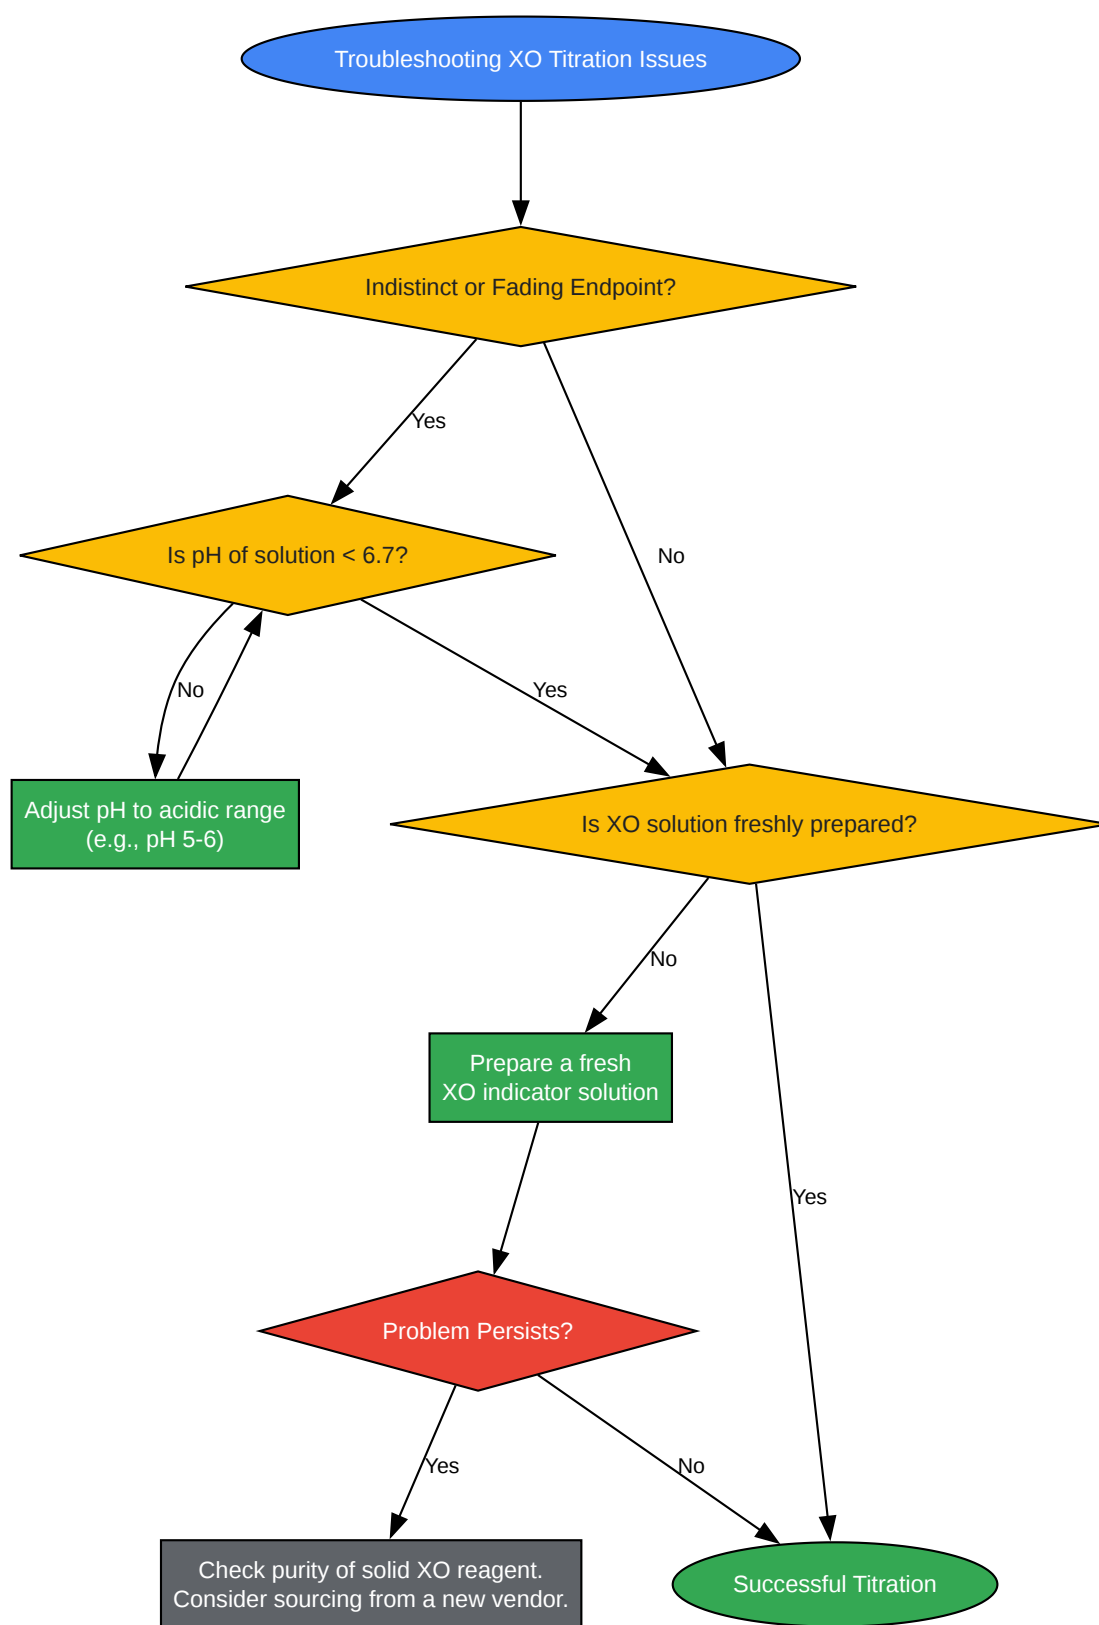 Troubleshooting XO Titration Issues
Indistinct or Fading Endpoint?
Yes
Is pH of solution < 6.7?
No
No
Yes
Adjust pH to acidic range
(e.g., pH 5-6)
Is XO solution freshly prepared?
No
Prepare a fresh
XO indicator solution
Yes
Problem Persists?
Yes
No
Check purity of solid XO reagent.
Consider sourcing from a new vendor.
Successful Titration